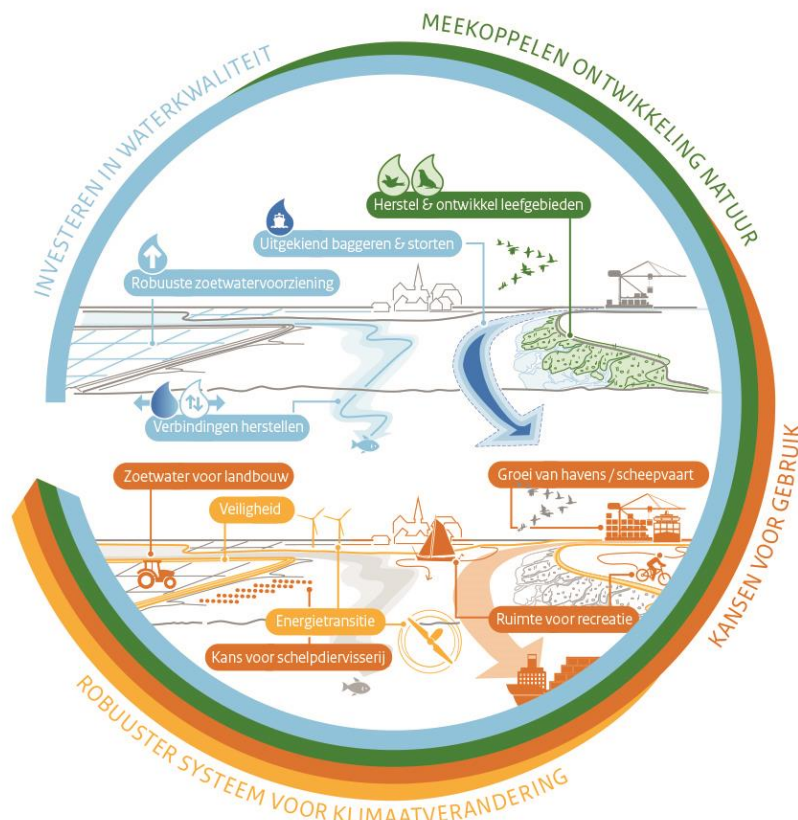 INVESTEREN IN WATERKWALITEIT
MEEKOPPELEN ONTWIKKELING NATUUR
Herstel & ontwikkel leefgebieden
Uitgekiend baggeren & storten
Robuuste zoetwatervoorziening
Verbindingen herstellen
Zoetwater voor landbouw
Groei van havens / scheepvaart
Veiligheid
Energietransitie
Ruimte voor recreatie
Kans voor schelpdiervisserij
KANSEN VOOR GEBRUIK
ROBUUSTER SYSTEEM VOOR KLIMAATVERANDERING